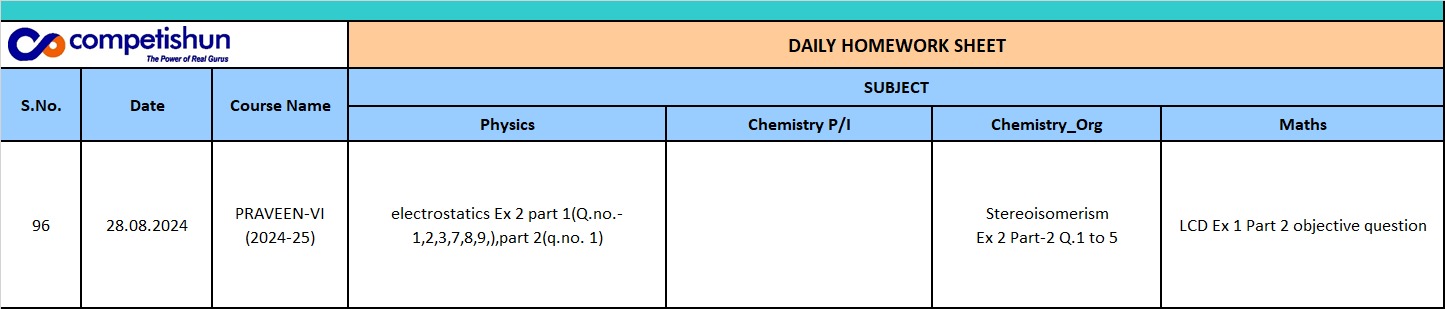 competishun
The Power of Real Gurus
DAILY HOMEWORK SHEET
S.No.
Date
Course Name
SUBJECT
Physics
Chemistry P/I
Chemistry_Org
Maths
96
28.08.2024
PRAVEEN-VI
(2024-25)
electrostatics Ex 2 part 1(Q.no.-
1,2,3,7,8,9,),part 2(q.no. 1)
Stereoisomerism
Ex 2 Part-2 Q.1 to 5
LCD Ex 1 Part 2 objective question